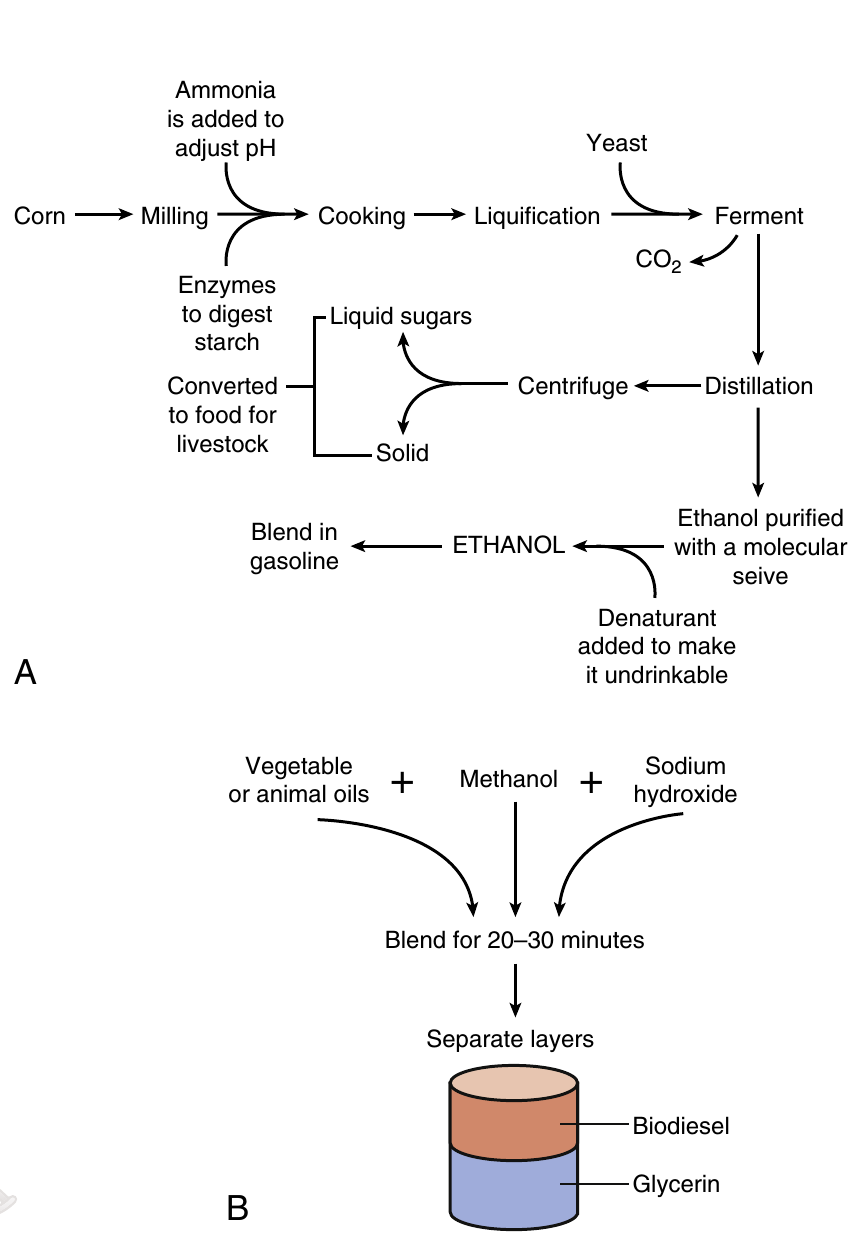 Ammonia
is added to
adjust pH
Yeast
Corn
Milling
Cooking
Liquification
Ferment
CO2
Enzymes
to digest
starch
Liquid sugars
Converted
to food for
livestock
Centrifuge
Distillation
Solid
Ethanol purified
with a molecular
seive
ETHANOL
Blend in
gasoline
Denaturant
added to make
it undrinkable
A
Vegetable
or animal oils
+
Methanol
+
Sodium
hydroxide
Blend for 20–30 minutes
Separate layers
Biodiesel
Glycerin
B